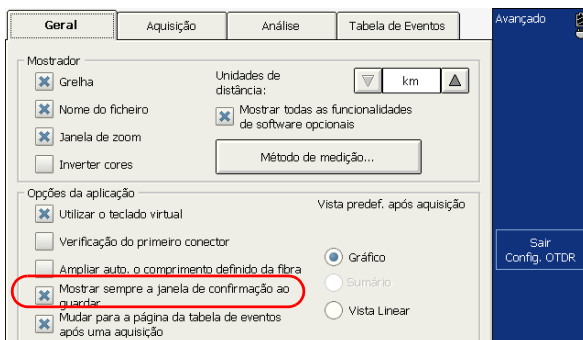 Geral
Aquisição
Análise
Tabela de Eventos
Avançado
Mostrador
Grelha
Nome do ficheiro
Janela de zoom
Inverter cores
Unidades de
distância:
km
Mostrar todas as funcionalidades
de software opcionais
Método de medição...
Opções da aplicação
Utilizar o teclado virtual
Verificação do primeiro conector
Ampliar auto. o comprimento definido da fibra
Mostrar sempre a janela de confirmação ao
guardar
Mudar para a página da tabela de eventos
após uma aquisição
Vista predef. após aquisição
Gráfico
Sumário
Vista Linear
Sair
Config. OTDR